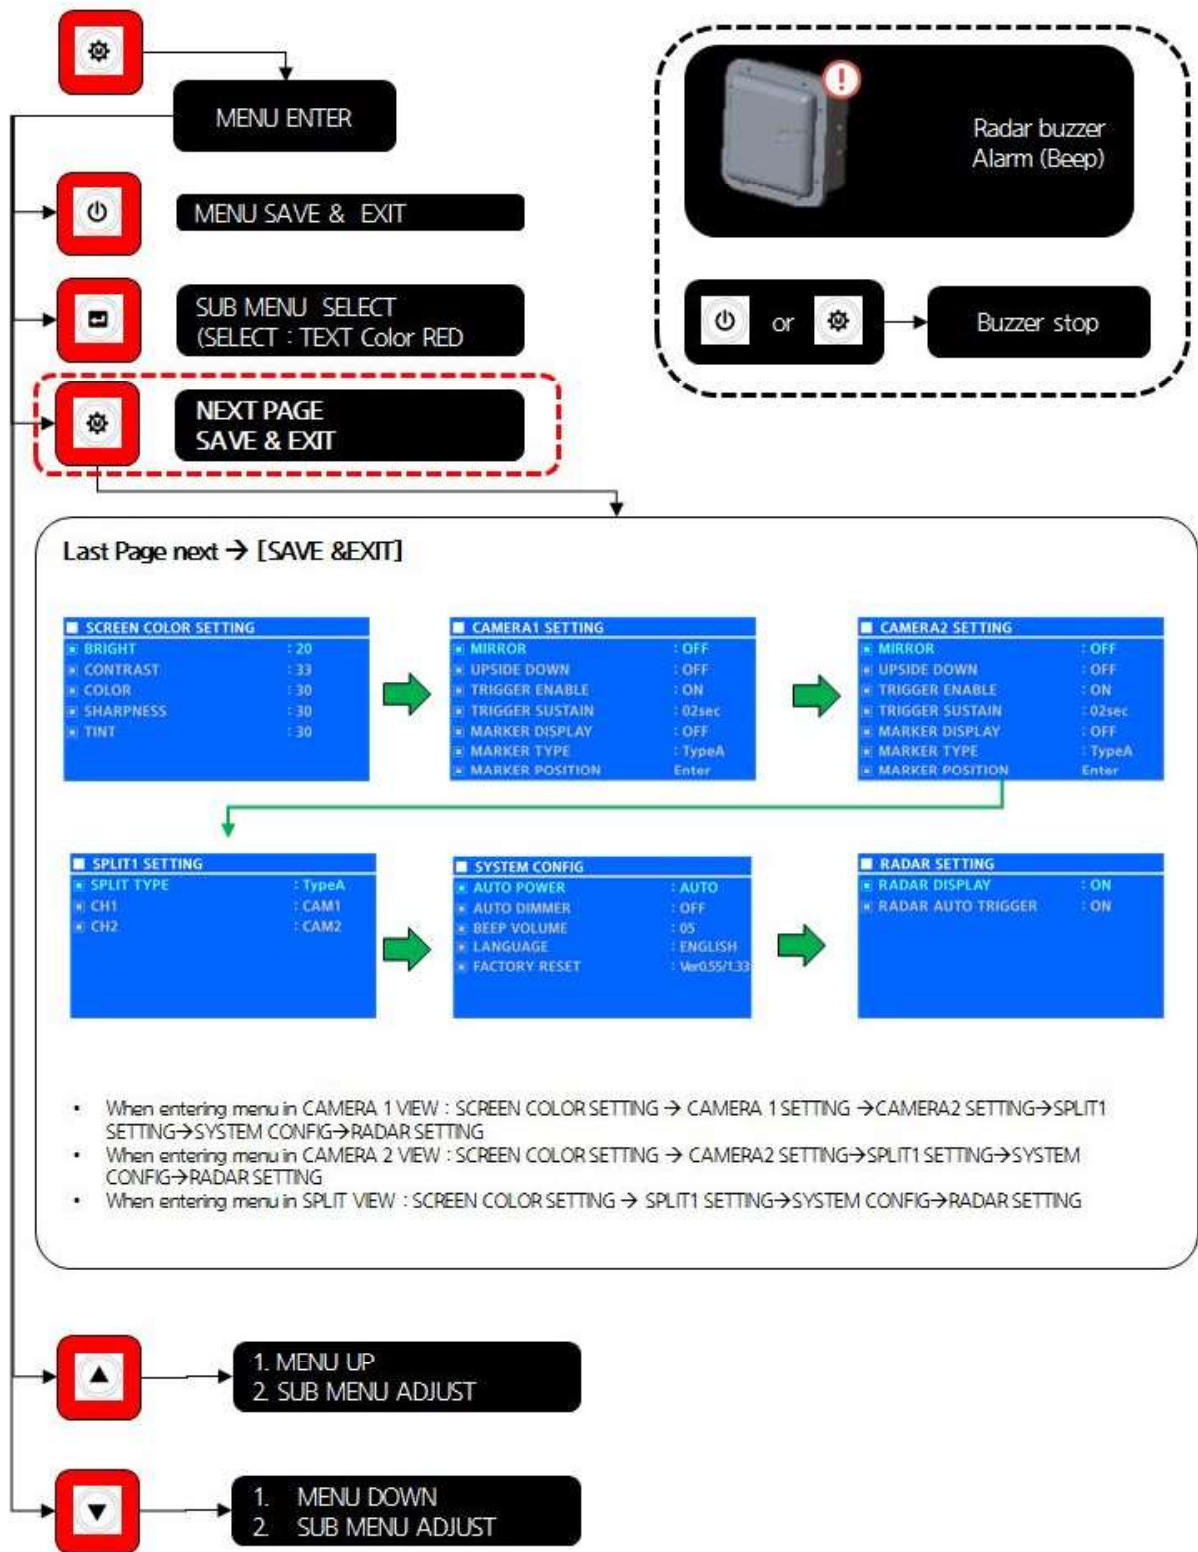 MENU ENTER
Radar buzzer
Alarm (Beep)
MENU SAVE & EXIT
SUB MENU SELECT
(SELECT : TEXT Color RED
or
Buzzer stop
NEXT PAGE
SAVE & EXIT
Last Page next → [SAVE &EXIT]
SCREEN COLOR SETTING
BRIGHT : 20
CONTRAST : 33
COLOR : 30
SHARPNESS : 30
TINT : 30
CAMERA1 SETTING
MIRROR : OFF
UPSIDE DOWN : OFF
TRIGGER ENABLE : ON
TRIGGER SUSTAIN : 02sec
MARKER DISPLAY : OFF
MARKER TYPE : TypeA
MARKER POSITION Enter
CAMERA2 SETTING
MIRROR : OFF
UPSIDE DOWN : OFF
TRIGGER ENABLE : ON
TRIGGER SUSTAIN : 02sec
MARKER DISPLAY : OFF
MARKER TYPE : TypeA
MARKER POSITION Enter
SPLIT1 SETTING
SPLIT TYPE : TypeA
CH1 : CAM1
CH2 : CAM2
SYSTEM CONFIG
AUTO POWER : AUTO
AUTO DIMMER : OFF
BEEP VOLUME : 05
LANGUAGE : ENGLISH
FACTORY RESET : Ver0.55/1.33
RADAR SETTING
RADAR DISPLAY : ON
RADAR AUTO TRIGGER : ON
• When entering menu in CAMERA 1 VIEW : SCREEN COLOR SETTING → CAMERA 1 SETTING →CAMERA2 SETTING→SPLIT1
SETTING→SYSTEM CONFIG→RADAR SETTING
• When entering menu in CAMERA 2 VIEW : SCREEN COLOR SETTING → CAMERA2 SETTING→SPLIT1 SETTING→SYSTEM
CONFIG→RADAR SETTING
• When entering menu in SPLIT VIEW : SCREEN COLOR SETTING → SPLIT1 SETTING→SYSTEM CONFIG→RADAR SETTING
1. MENU UP
2. SUB MENU ADJUST
1. MENU DOWN
2. SUB MENU ADJUST